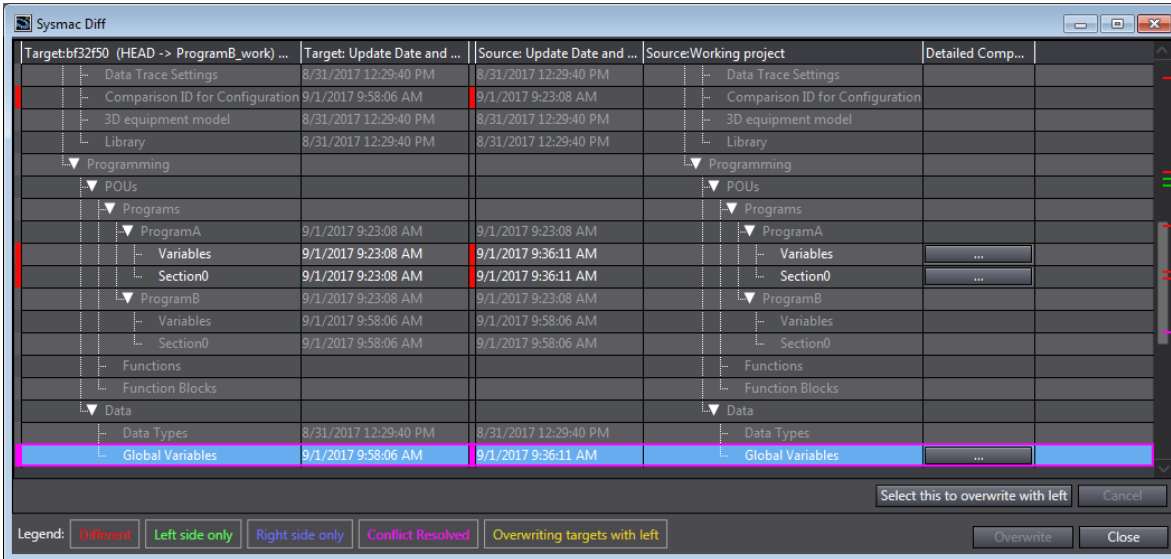 Sysmac Diff
Target:bf32f50 (HEAD -> ProgramB_work) ... Target: Update Date and ... Source: Update Date and ... Source:Working project Detailed Comp...
Data Trace Settings 8/31/2017 12:29:40 PM 8/31/2017 12:29:40 PM Data Trace Settings
Comparison ID for Configuration 9/1/2017 9:58:06 AM 9/1/2017 9:23:08 AM Comparison ID for Configuration
3D equipment model 8/31/2017 12:29:40 PM 8/31/2017 12:29:40 PM 3D equipment model
Library 8/31/2017 12:29:40 PM 8/31/2017 12:29:40 PM Library
Programming Programming
POUs POUs
Programs Programs
ProgramA 9/1/2017 9:23:08 AM 9/1/2017 9:23:08 AM ProgramA
Variables 9/1/2017 9:23:08 AM 9/1/2017 9:36:11 AM Variables ...
Section0 9/1/2017 9:23:08 AM 9/1/2017 9:36:11 AM Section0 ...
ProgramB 9/1/2017 9:23:08 AM 9/1/2017 9:23:08 AM ProgramB
Variables 9/1/2017 9:58:06 AM 9/1/2017 9:58:06 AM Variables
Section0 9/1/2017 9:58:06 AM 9/1/2017 9:58:06 AM Section0
Functions Functions
Function Blocks Function Blocks
Data Data
Data Types 8/31/2017 12:29:40 PM 8/31/2017 12:29:40 PM Data Types
Global Variables 9/1/2017 9:58:06 AM 9/1/2017 9:36:11 AM Global Variables ...
Select this to overwrite with left Cancel
Legend: Different Left side only Right side only Conflict Resolved Overwriting targets with left Overwrite Close